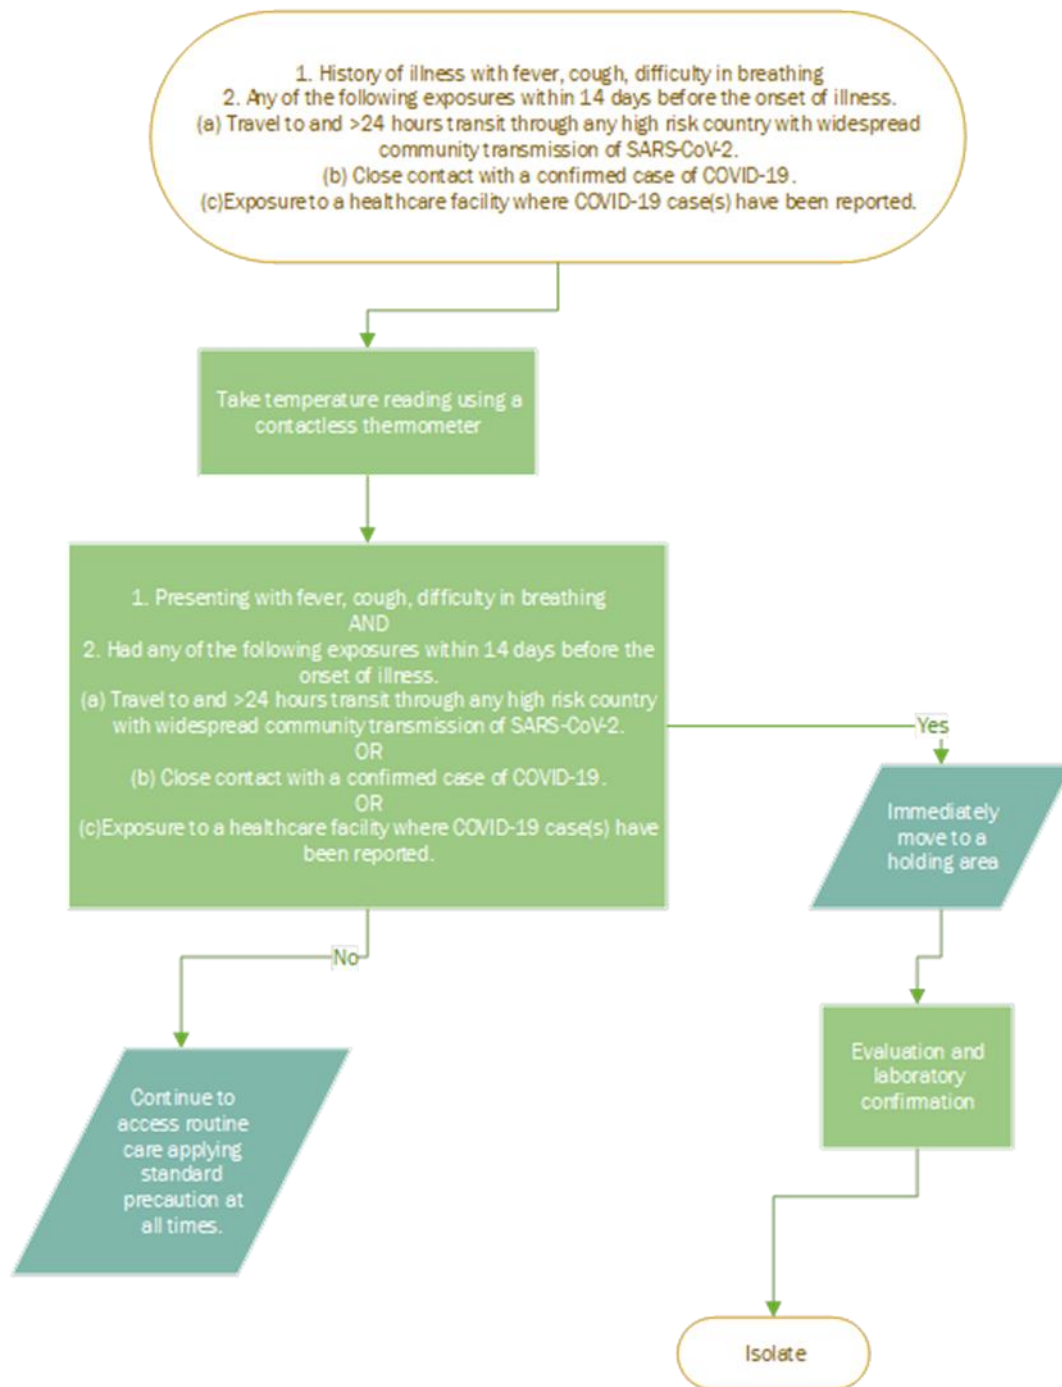 1. History of illness with fever, cough, difficulty in breathing
2. Any of the following exposures within 14 days before the onset of illness.
(a) Travel to and >24 hours transit through any high risk country with widespread
community transmission of SARS-CoV-2.
(b) Close contact with a confirmed case of COVID-19.
(c)Exposure to a healthcare facility where COVID-19 case(s) have been reported.
Take temperature reading using a
contactless thermometer
1. Presenting with fever, cough, difficulty in breathing
AND
2. Had any of the following exposures within 14 days before the
onset of illness.
(a) Travel to and >24 hours transit through any high risk country
with widespread community transmission of SARS-CoV-2.
OR
(b) Close contact with a confirmed case of COVID-19.
OR
(c)Exposure to a healthcare facility where COVID-19 case(s) have
been reported.
Yes
Immediately
move to a
holding area
No
Evaluation and
laboratory
confirmation
Continue to
access routine
care applying
standard
precaution at
all times.
Isolate